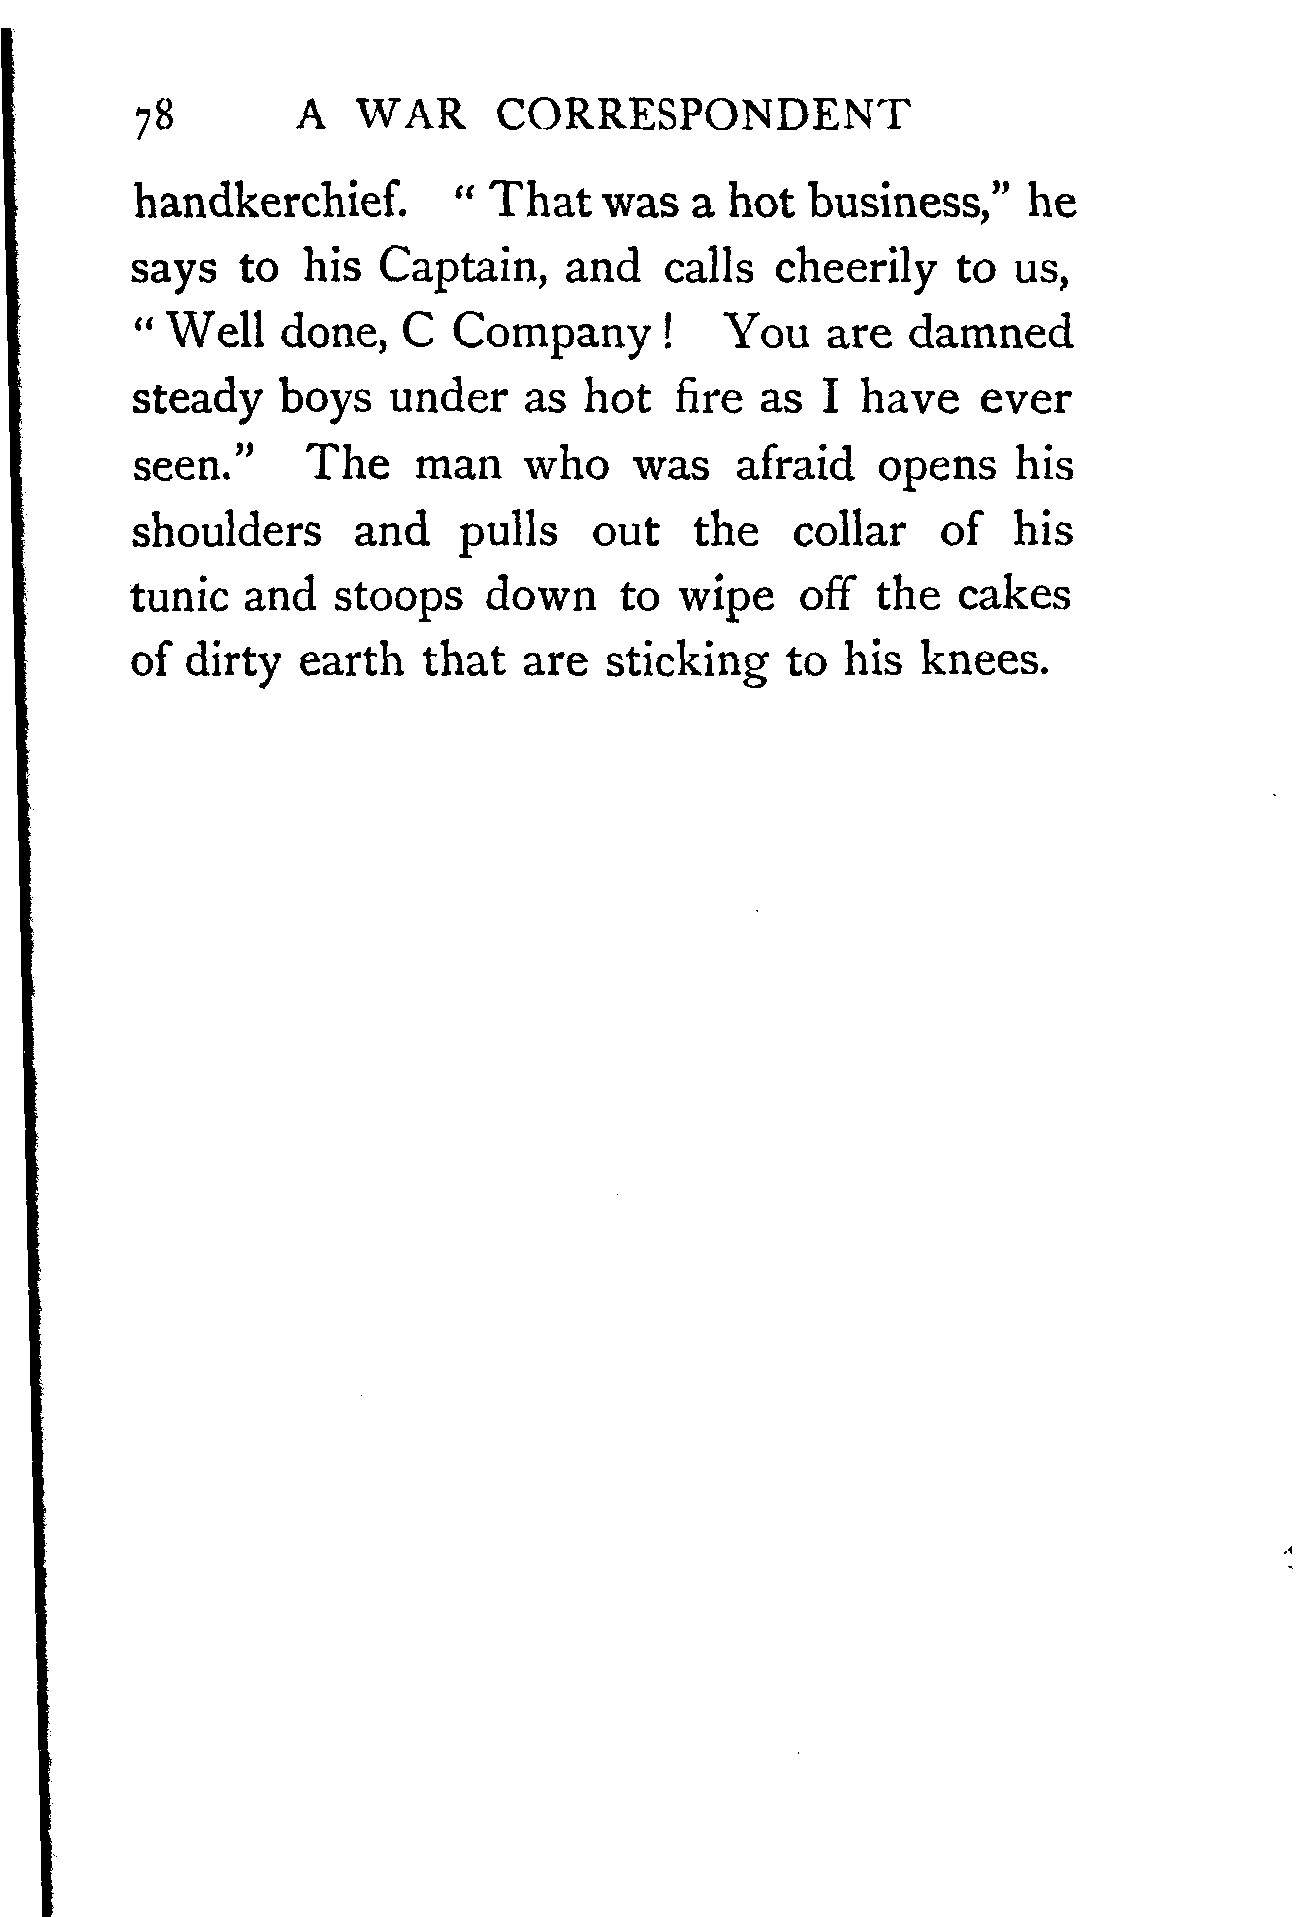 78 A WAR CORRESPONDENT
handkerchief. “ That was a hot business,” he
says to his Captain, and calls cheerily to us,
“ Well done, C Company ! You are damned
steady boys under as hot fire as I have ever
seen.” The man who was afraid opens his
shoulders and pulls out the collar of his
tunic and stoops down to wipe off the cakes
of dirty earth that are sticking to his knees.